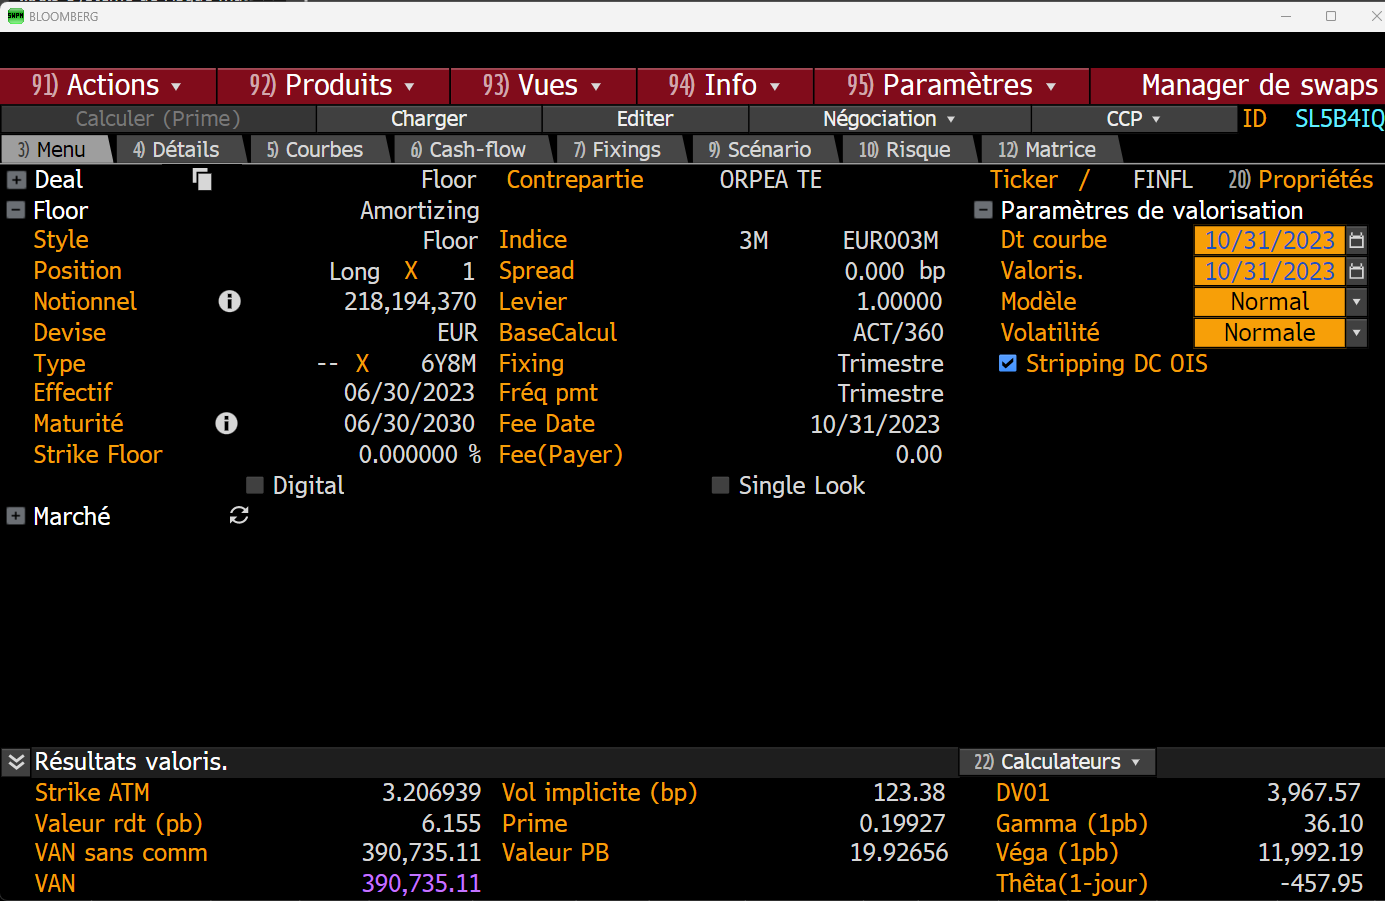 BLOOMBERG
91) Actions 92) Produits 93) Vues 94) Info 95) Paramètres Manager de swaps
Calculer (Prime) Charger Editer Négociation CCP ID SL5B4IQ
3) Menu 4) Détails 5) Courbes 6) Cash-flow 7) Fixings 9) Scénario 10) Risque 12) Matrice
Deal Floor Contrepartie ORPEA TE Ticker / FINFL 20) Propriétés
Floor Amortizing Paramètres de valorisation
Style Floor Indice 3M EUR003M Dt courbe 10/31/2023
Position Long X 1 Spread 0.000 bp Valoris. 10/31/2023
Notionnel 218,194,370 Levier 1.00000 Modèle Normal
Devise EUR BaseCalcul ACT/360 Volatilité Normale
Type -- X 6Y8M Fixing Trimestre Stripping DC OIS
Effectif 06/30/2023 Fréq pmt Trimestre
Maturité 06/30/2030 Fee Date 10/31/2023
Strike Floor 0.000000 % Fee(Payer) 0.00
Digital Single Look
Marché
Résultats valoris. 22) Calculateurs
Strike ATM 3.206939 Vol implicite (bp) 123.38 DV01 3,967.57
Valeur rdt (pb) 6.155 Prime 0.19927 Gamma (1pb) 36.10
VAN sans comm 390,735.11 Valeur PB 19.92656 Véga (1pb) 11,992.19
VAN 390,735.11 Thêta(1-jour) -457.95